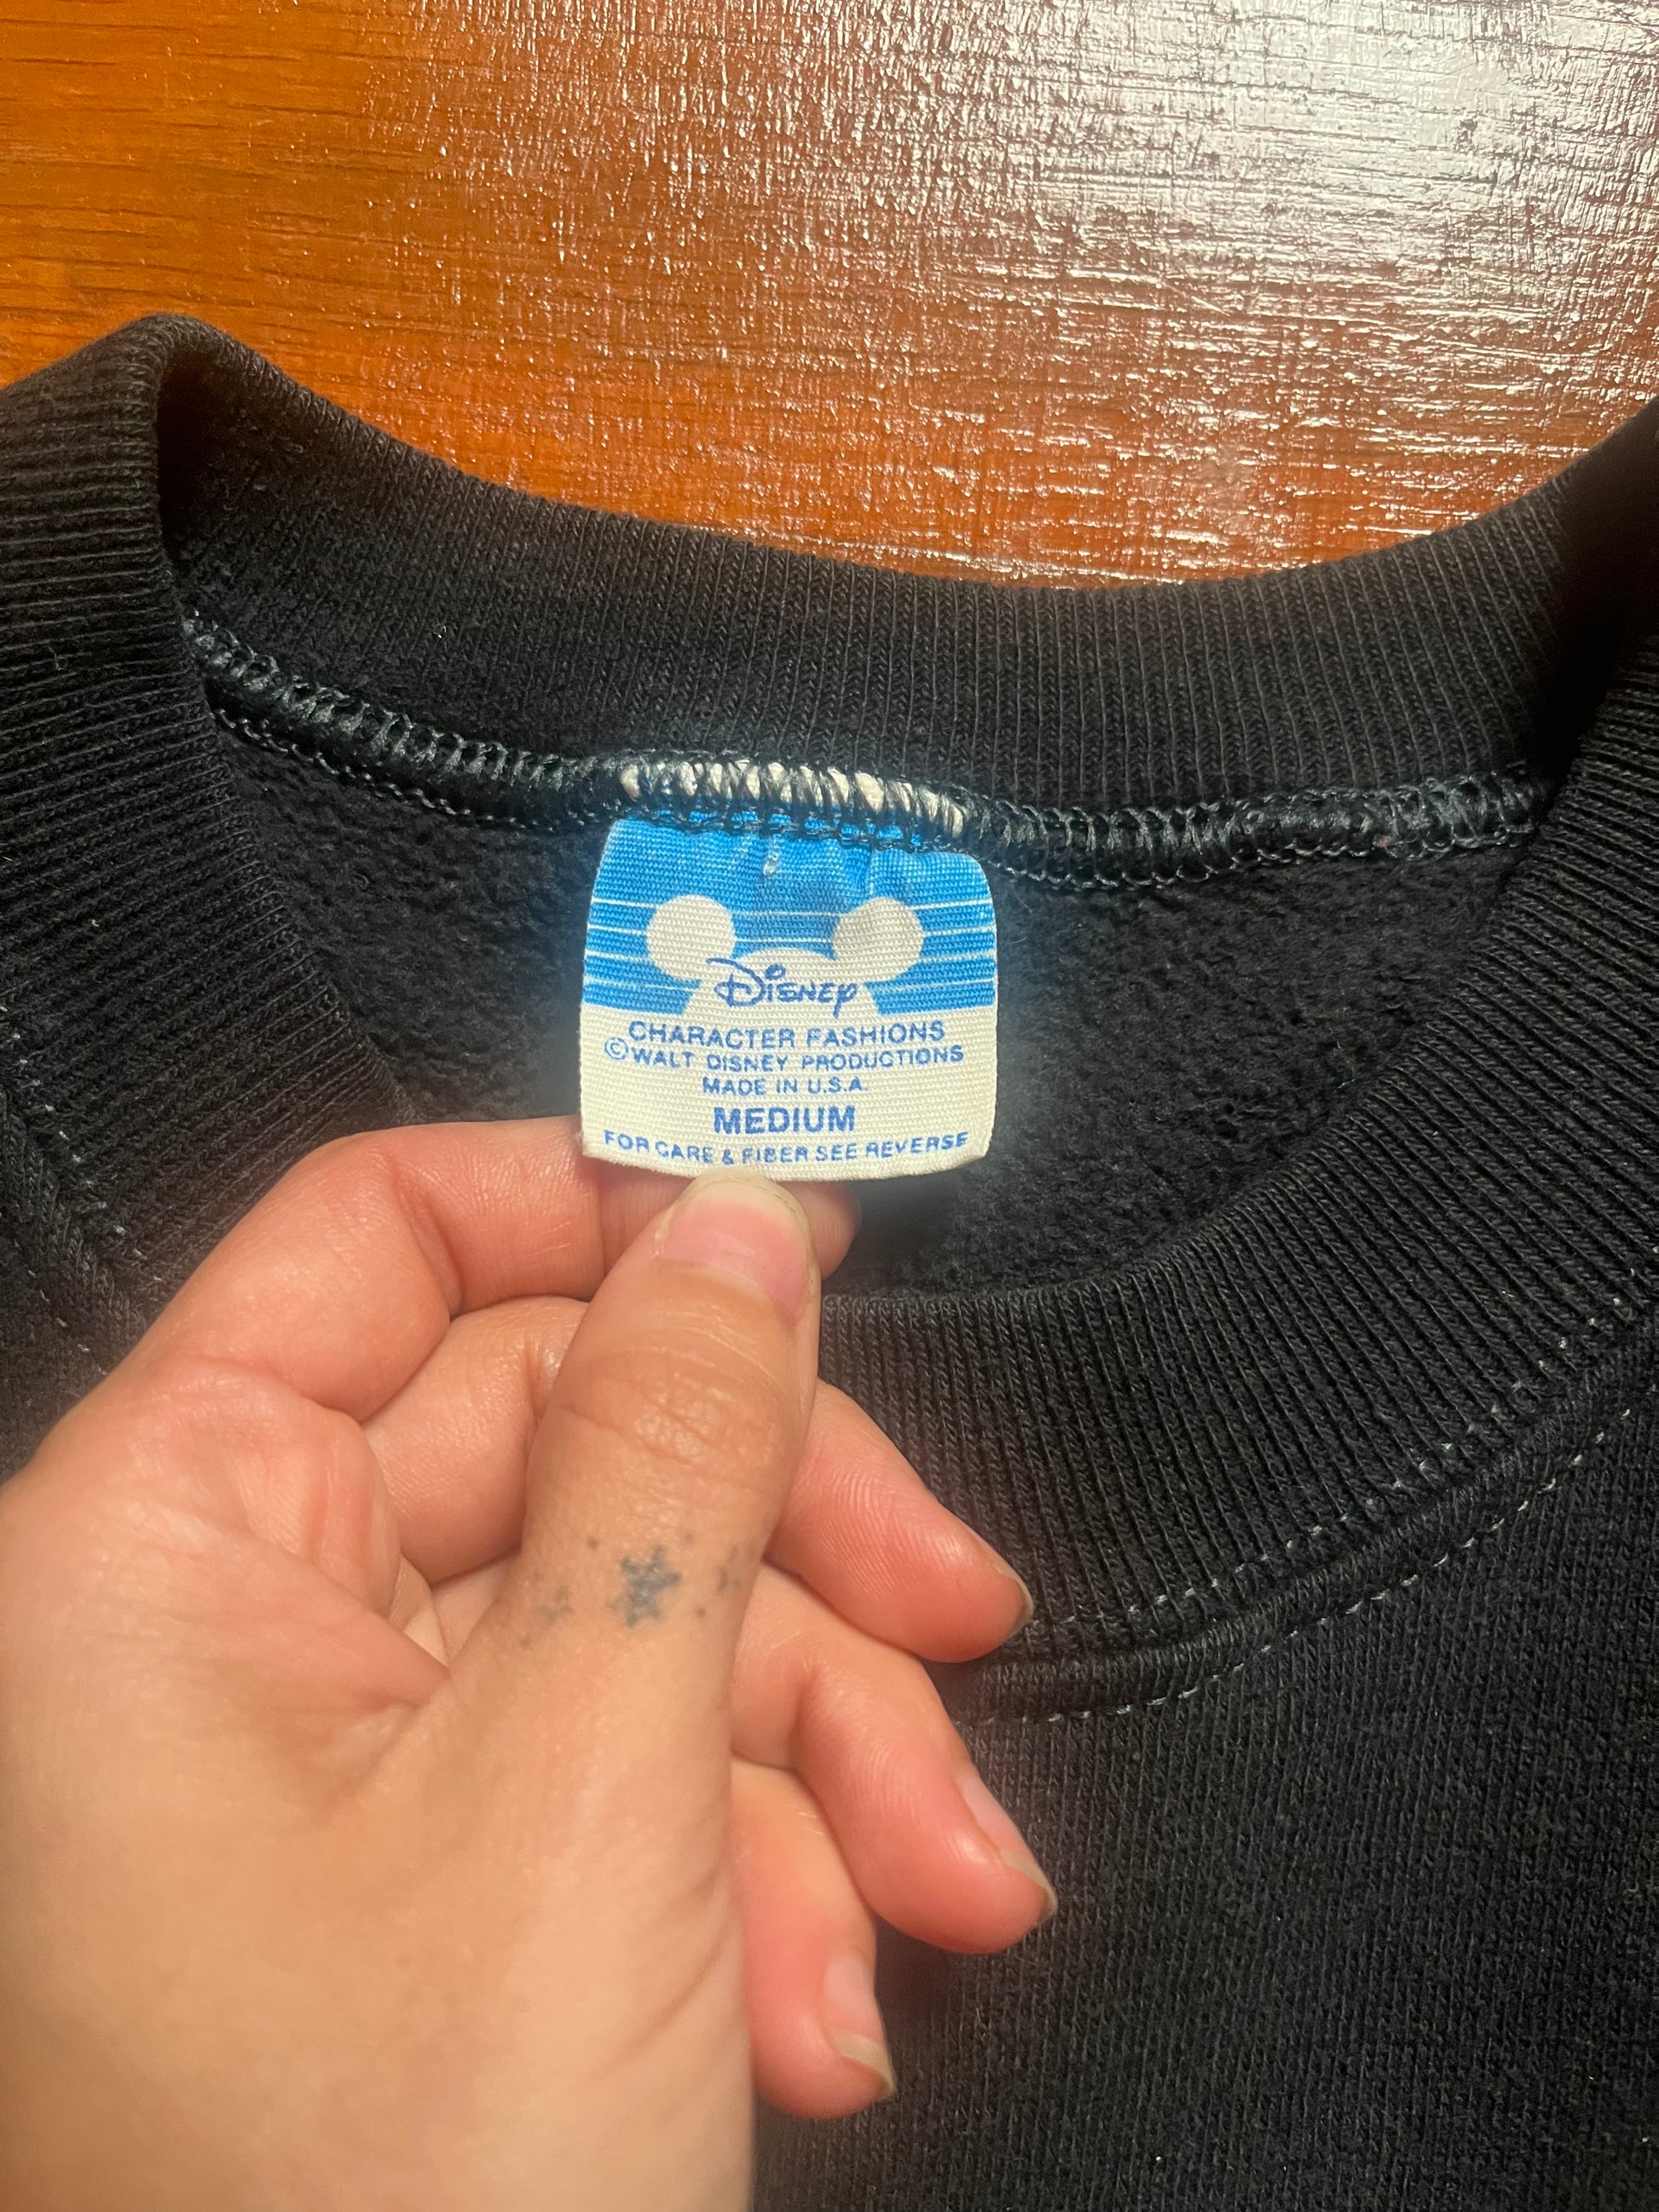 Disney
CHARACTER FASHIONS
©WALT DISNEY PRODUCTIONS
MADE IN U.S.A.
MEDIUM
FOR CARE & FIBER SEE REVERSE